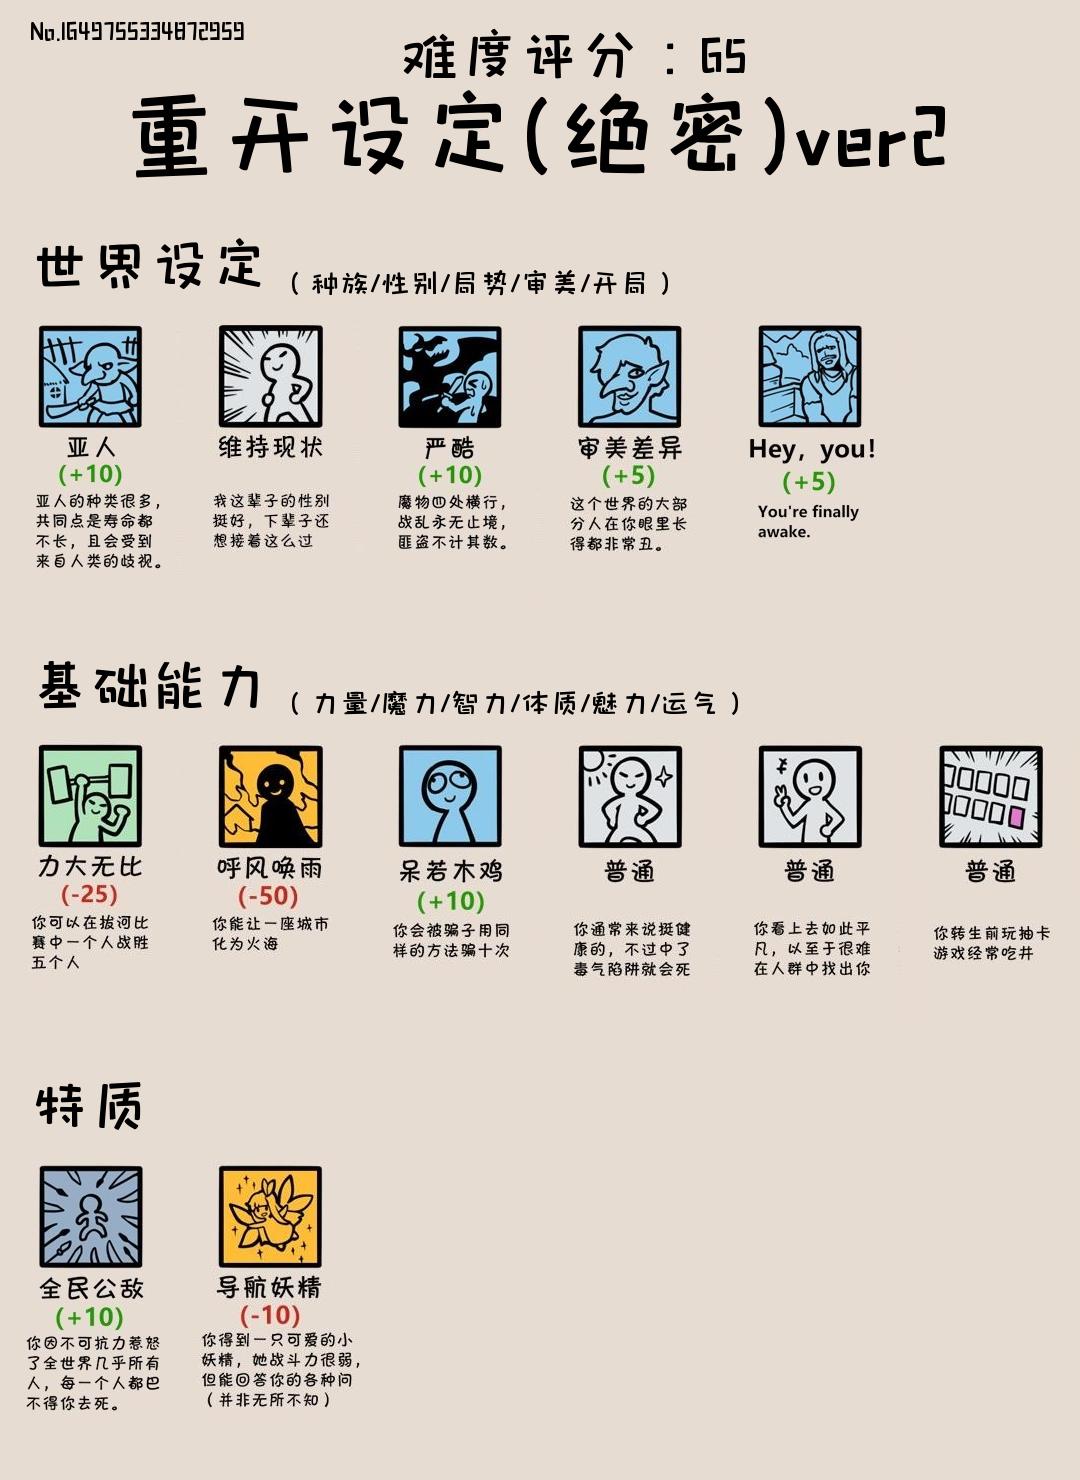 No.1649755334872959
难度评分：65
重开设定(绝密)ver2
世界设定 （种族/性别/局势/审美/开局）
亚人
(+10)
亚人的种类很多，
共同点是寿命都
不长，且会受到
来自人类的歧视。
维持现状
我这辈子的性别
挺好，下辈子还
想接着这么过
严酷
(+10)
魔物四处横行，
战乱永无止境，
匪盗不计其数。
审美差异
(+5)
这个世界的大部
分人在你眼里长
得都非常丑。
Hey, you!
(+5)
You're finally
awake.
基础能力 （力量/魔力/智力/体质/魅力/运气）
力大无比
(-25)
你可以在拔河比
赛中一个人战胜
五个人
呼风唤雨
(-50)
你能让一座城市
化为火海
呆若木鸡
(+10)
你会被骗子用同
样的方法骗十次
普通
你通常来说挺健
康的，不过中了
毒气陷阱就会死
普通
你看上去如此平
凡，以至于很难
在人群中找出你
普通
你转生前玩抽卡
游戏经常吃井
特质
全民公敌
(+10)
你因不可抗力惹怒
了全世界几乎所有
人，每一个人都巴
不得你去死。
导航妖精
(-10)
你得到一只可爱的小
妖精，她战斗力很弱，
但能回答你的各种问
（并非无所不知）